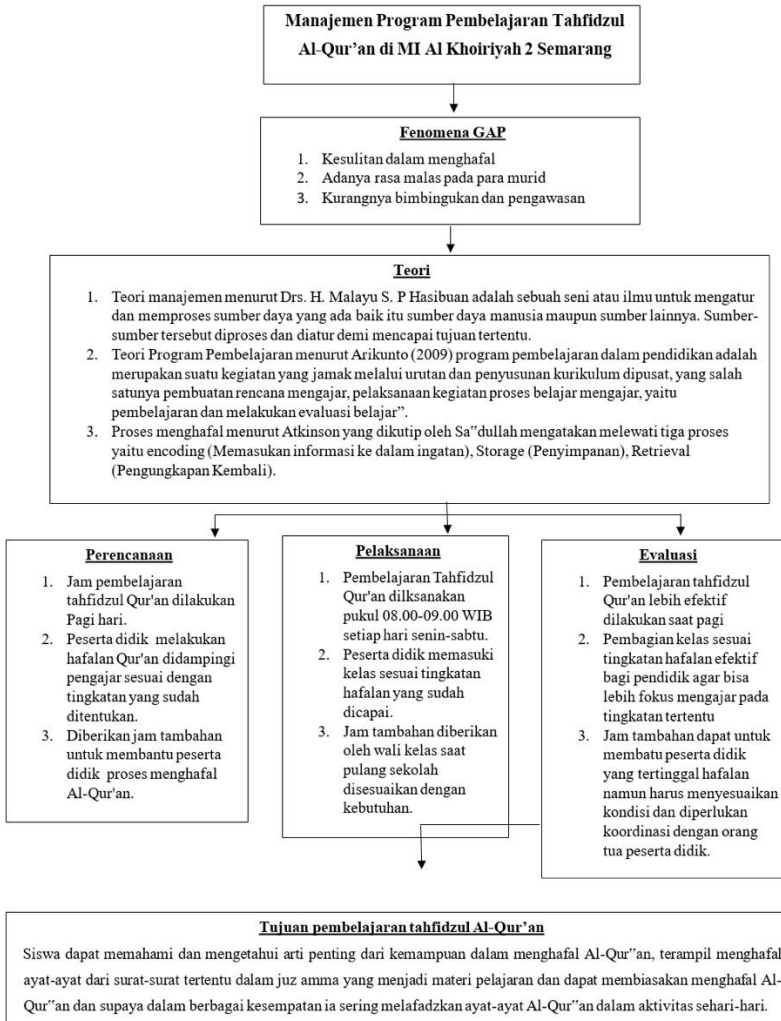 Manajemen Program Pembelajaran Tahfidzul
Al-Qur'an di MI Al Khoiriyah 2 Semarang
Fenomena GAP
1. Kesulitan dalam menghafal
2. Adanya rasa malas pada para murid
3. Kurangnya bimbingukan dan pengawasan
Teori
1. Teori manajemen menurut Drs. H. Malayu S. P Hasibuan adalah sebuah seni atau ilmu untuk mengatur
dan memproses sumber daya yang ada baik itu sumber daya manusia maupun sumber lainnya. Sumber-
sumber tersebut diproses dan diatur demi mencapai tujuan tertentu.
2. Teori Program Pembelajaran menurut Arikunto (2009) program pembelajaran dalam pendidikan adalah
merupakan suatu kegiatan yang jamak melalui urutan dan penyusunan kurikulum dipusat, yang salah
satunya pembuatan rencana mengajar, pelaksanaan kegiatan proses belajar mengajar, yaitu
pembelajaran dan melakukan evaluasi belajar”.
3. Proses menghafal menurut Atkinson yang dikutip oleh Sa‟dullah mengatakan melewati tiga proses
yaitu encoding (Memasukan informasi ke dalam ingatan), Storage (Penyimpanan), Retrieval
(Pengungkapan Kembali).
Perencanaan
1. Jam pembelajaran
tahfidzul Qur'an dilakukan
Pagi hari.
2. Peserta didik melakukan
hafalan Qur'an didampingi
pengajar sesuai dengan
tingkatan yang sudah
ditentukan.
3. Diberikan jam tambahan
untuk membantu peserta
didik proses menghafal
Al-Qur'an.
Pelaksanaan
1. Pembelajaran Tahfidzul
Qur'an dilksanakan
pukul 08.00-09.00 WIB
setiap hari senin-sabtu.
2. Peserta didik memasuki
kelas sesuai tingkatan
hafalan yang sudah
dicapai.
3. Jam tambahan diberikan
oleh wali kelas saat
pulang sekolah
disesuaikan dengan
kebutuhan.
Evaluasi
1. Pembelajaran tahfidzul
Qur'an lebih efektif
dilakukan saat pagi
2. Pembagian kelas sesuai
tingkatan hafalan efektif
bagi pendidik agar bisa
lebih fokus mengajar pada
tingkatan tertentu
3. Jam tambahan dapat untuk
membatu peserta didik
yang tertinggal hafalan
namun harus menyesuaikan
kondisi dan diperlukan
koordinasi dengan orang
tua peserta didik.
Tujuan pembelajaran tahfidzul Al-Qur'an
Siswa dapat memahami dan mengetahui arti penting dari kemampuan dalam menghafal Al-Qur‟an, terampil menghafal
ayat-ayat dari surat-surat tertentu dalam juz amma yang menjadi materi pelajaran dan dapat membiasakan menghafal Al-
Qur‟an dan supaya dalam berbagai kesempatan ia sering melafadzkan ayat-ayat Al-Qur‟an dalam aktivitas sehari-hari.